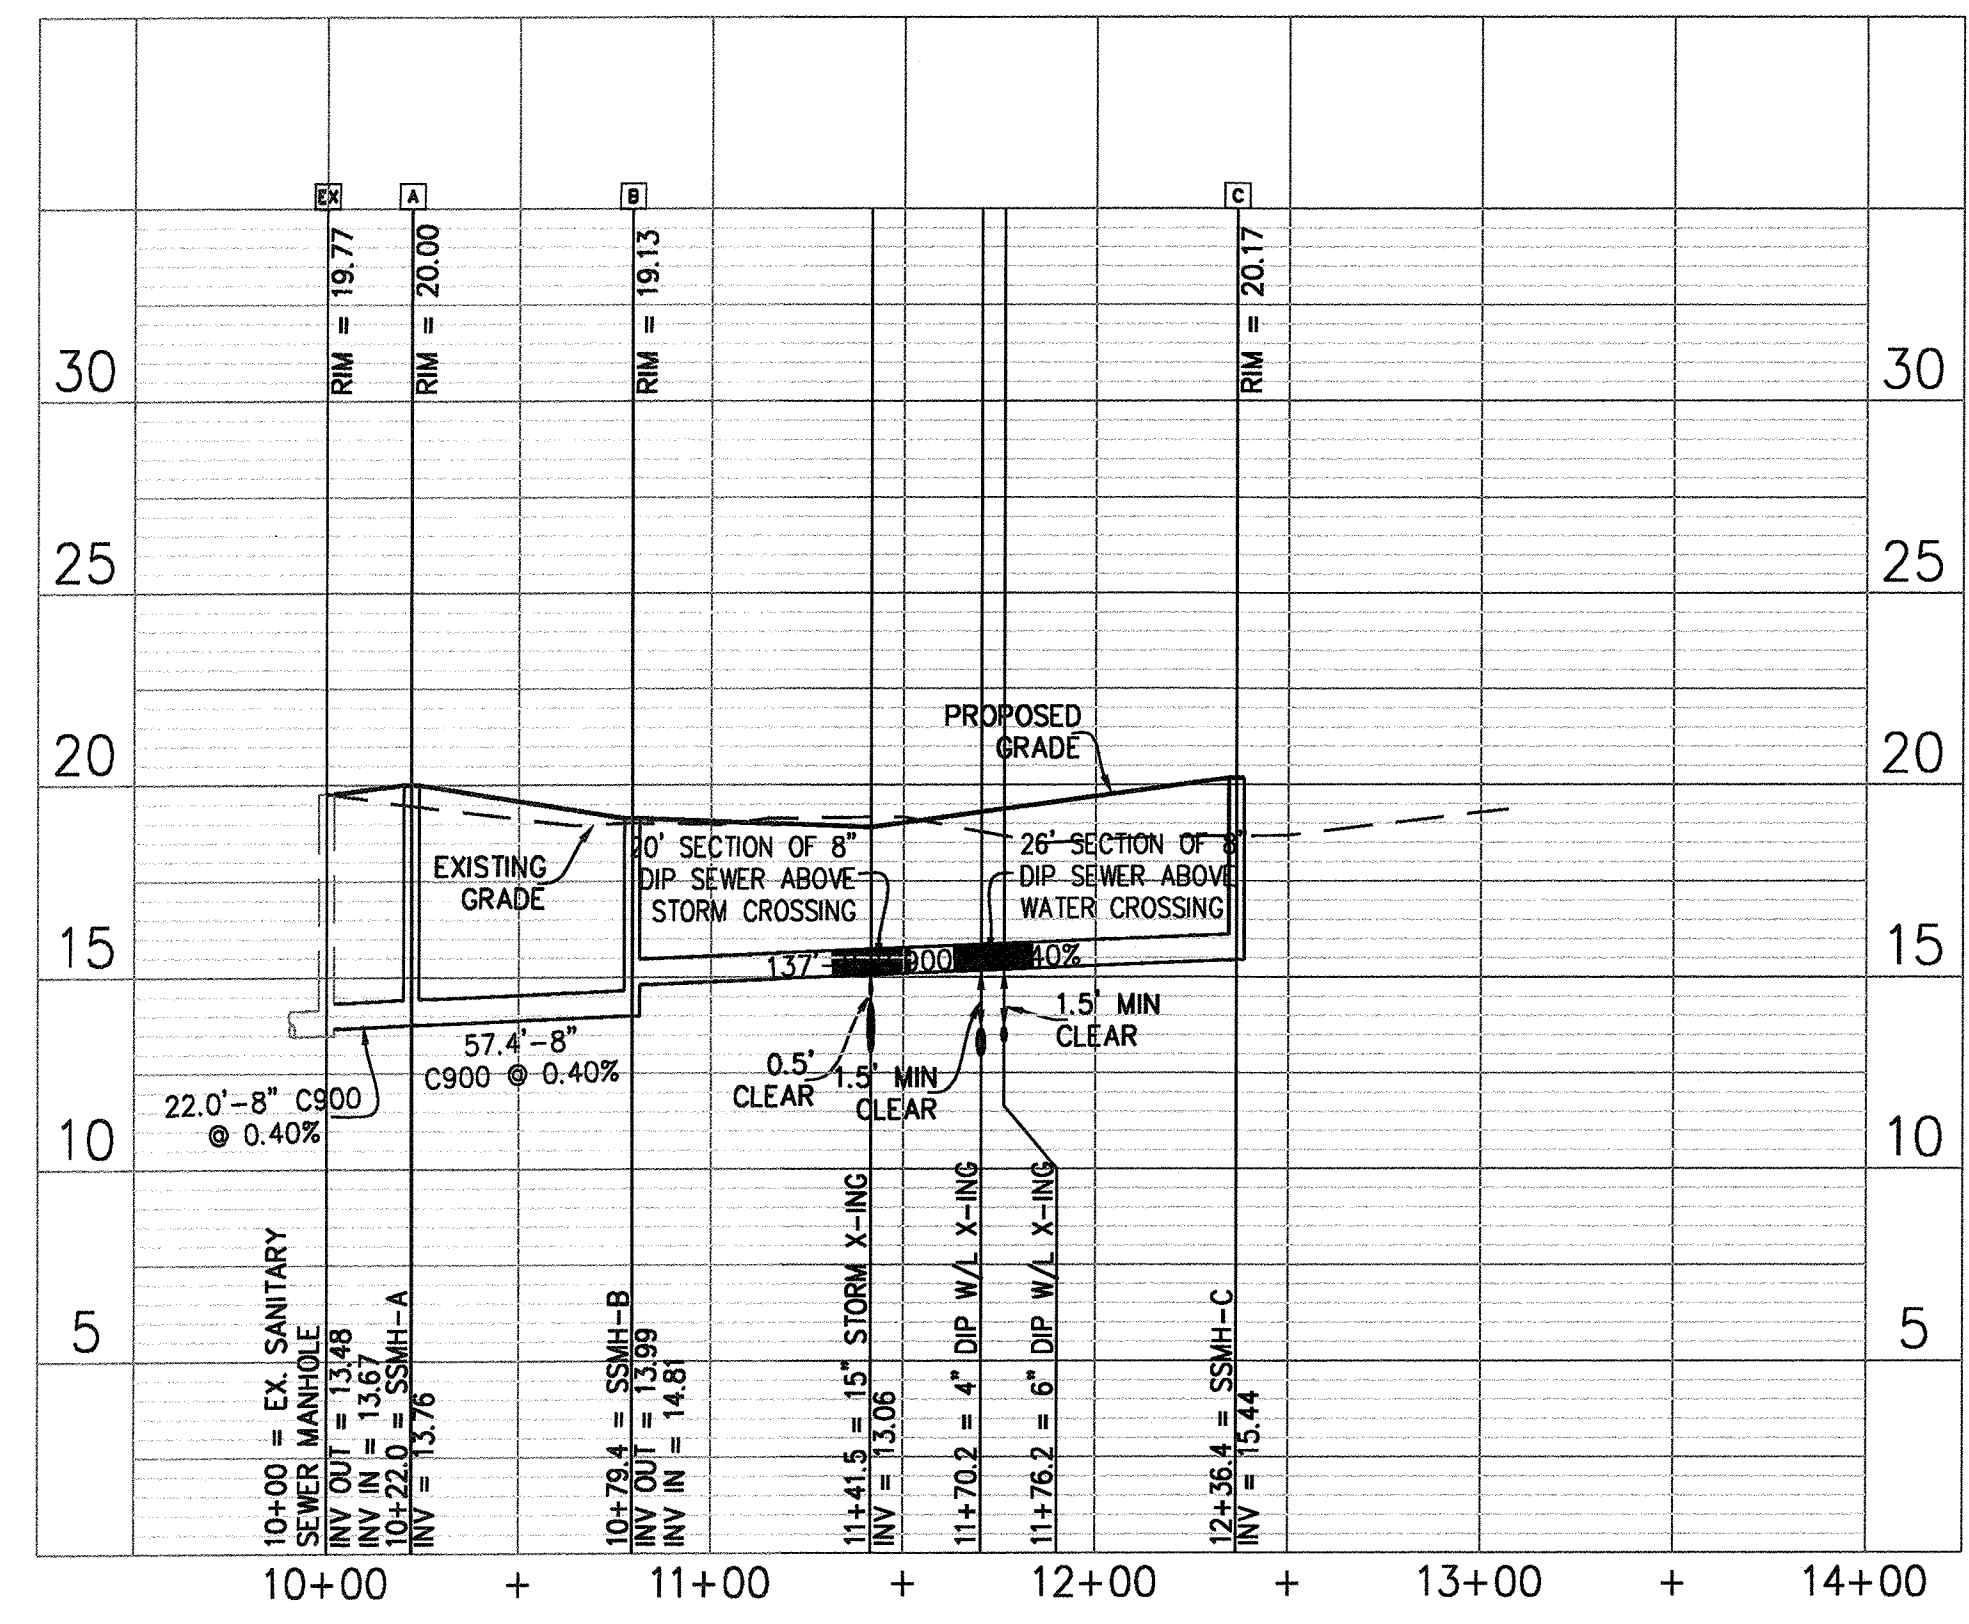 EX
A
B
C
RIM = 19.77
RIM = 20.00
RIM = 19.13
RIM = 20.17
30
30
25
25
20
20
15
15
10
10
5
5
PROPOSED
GRADE
EXISTING
GRADE
20' SECTION OF 8"
DIP SEWER ABOVE
STORM CROSSING
26' SECTION OF 8"
DIP SEWER ABOVE
WATER CROSSING
137'
900
40%
1.5' MIN
CLEAR
0.5'
CLEAR
1.5' MIN
CLEAR
57.4'-8"
C900 @ 0.40%
22.0'-8" C900
@ 0.40%
10+00 = EX. SANITARY
SEWER MANHOLE
INV OUT = 13.48
INV IN = 13.67
10+22.0 = SSMH-A
INV = 13.76
10+79.4 = SSMH-B
INV OUT = 13.99
INV IN = 14.81
11+41.5 = 15" STORM X-ING
INV = 13.06
11+70.2 = 4" DIP W/L X-ING
11+76.2 = 6" DIP W/L X-ING
12+36.4 = SSMH-C
INV = 15.44
10+00 + 11+00 + 12+00 + 13+00 + 14+00